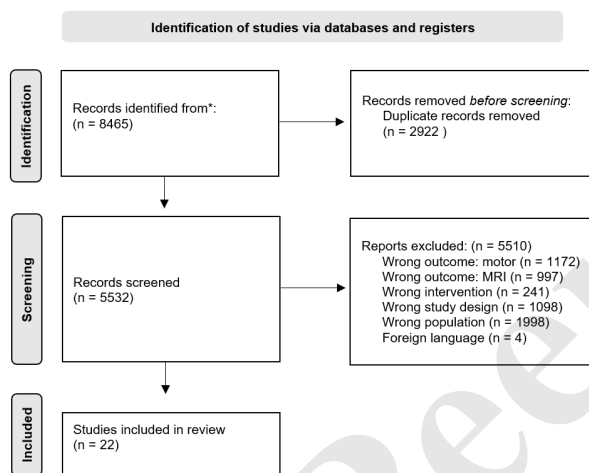 Identification of studies via databases and registers
Identification
Records identified from*:
(n = 8465)
Records removed before screening:
Duplicate records removed
(n = 2922 )
Screening
Records screened
(n = 5532)
Reports excluded: (n = 5510)
Wrong outcome: motor (n = 1172)
Wrong outcome: MRI (n = 997)
Wrong intervention (n = 241)
Wrong study design (n = 1098)
Wrong population (n = 1998)
Foreign language (n = 4)
Included
Studies included in review
(n = 22)